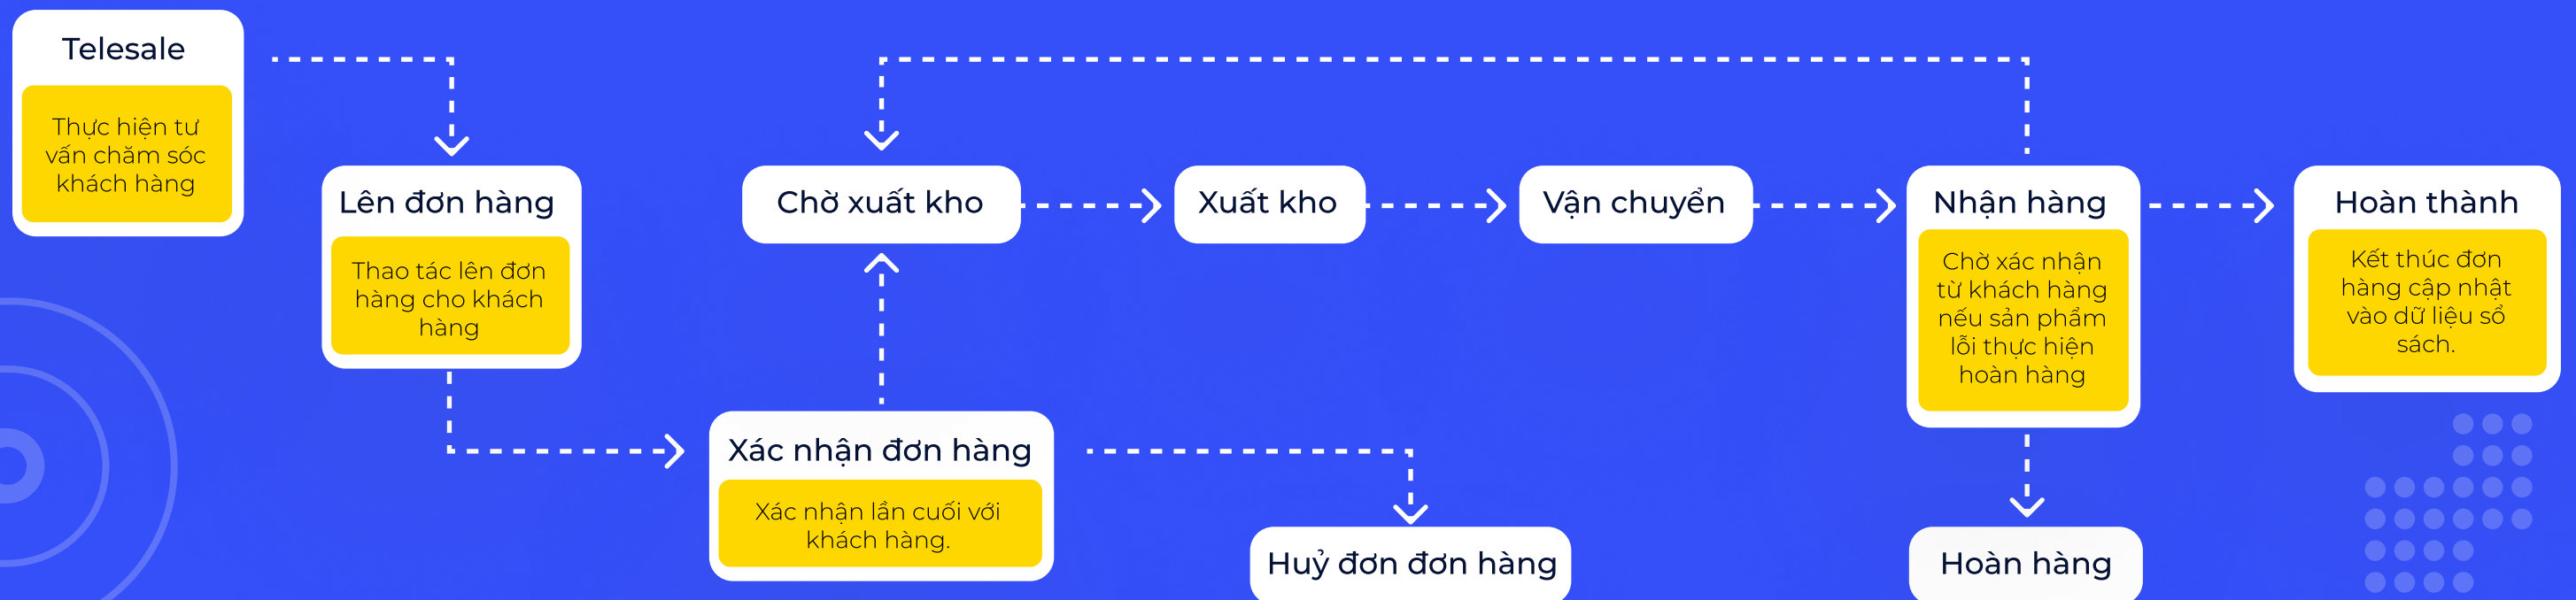 Telesale
Thực hiện tư
vấn chăm sóc
khách hàng
Lên đơn hàng
Thao tác lên đơn
hàng cho khách
hàng
Xác nhận đơn hàng
Xác nhận lần cuối với
khách hàng.
Huỷ đơn đơn hàng
Chờ xuất kho
Xuất kho
Vận chuyển
Nhận hàng
Chờ xác nhận
từ khách hàng
nếu sản phẩm
lỗi thực hiện
hoàn hàng
Hoàn hàng
Hoàn thành
Kết thúc đơn
hàng cập nhật
vào dữ liệu sổ
sách.